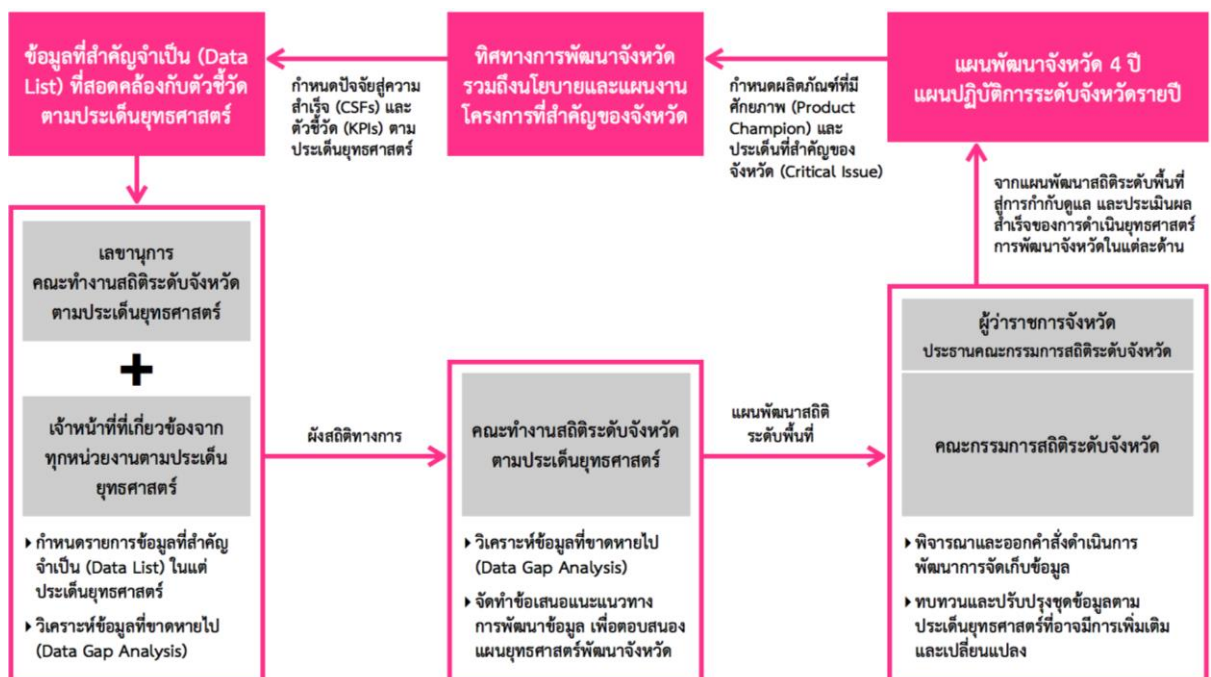 ข้อมูลที่สำคัญจำเป็น (Data
List) ที่สอดคล้องกับตัวชี้วัด
ตามประเด็นยุทธศาสตร์
กำหนดปัจจัยสู่ความ
สำเร็จ (CSFs) และ
ตัวชี้วัด (KPIs) ตาม
ประเด็นยุทธศาสตร์
ทิศทางการพัฒนาจังหวัด
รวมถึงนโยบายและแผนงาน
โครงการที่สำคัญของจังหวัด
กำหนดผลิตภัณฑ์ที่มี
ศักยภาพ (Product
Champion) และ
ประเด็นที่สำคัญของ
จังหวัด (Critical Issue)
แผนพัฒนาจังหวัด 4 ปี
แผนปฏิบัติการระดับจังหวัดรายปี
จากแผนพัฒนาสถิติระดับพื้นที่
สู่การกำกับดูแล และประเมินผล
สำเร็จของการดำเนินยุทธศาสตร์
การพัฒนาจังหวัดในแต่ละด้าน
เลขานุการ
คณะทำงานสถิติระดับจังหวัด
ตามประเด็นยุทธศาสตร์
+
เจ้าหน้าที่ที่เกี่ยวข้องจาก
ทุกหน่วยงานตามประเด็น
ยุทธศาสตร์
กำหนดรายการข้อมูลที่สำคัญ
จำเป็น (Data List) ในแต่
ประเด็นยุทธศาสตร์
วิเคราะห์ข้อมูลที่ขาดหายไป
(Data Gap Analysis)
ผังสถิติทางการ
คณะทำงานสถิติระดับจังหวัด
ตามประเด็นยุทธศาสตร์
วิเคราะห์ข้อมูลที่ขาดหายไป
(Data Gap Analysis)
จัดทำข้อเสนอแนะแนวทาง
การพัฒนาข้อมูล เพื่อตอบสนอง
แผนยุทธศาสตร์พัฒนาจังหวัด
แผนพัฒนาสถิติ
ระดับพื้นที่
ผู้ว่าราชการจังหวัด
ประธานคณะกรรมการสถิติระดับจังหวัด
คณะกรรมการสถิติระดับจังหวัด
พิจารณาและออกคำสั่งดำเนินการ
พัฒนาการจัดเก็บข้อมูล
ทบทวนและปรับปรุงชุดข้อมูลตาม
ประเด็นยุทธศาสตร์ที่อาจมีการเพิ่มเติม
และเปลี่ยนแปลง